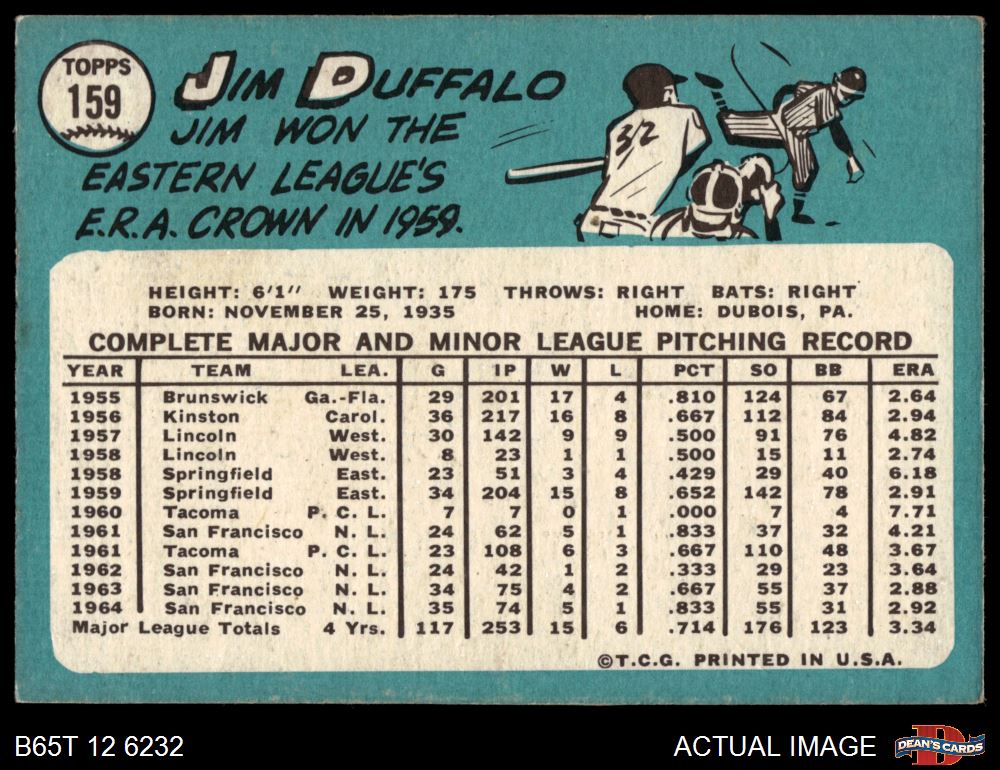 TOPPS
159
JIM DUFFALO
JIM WON THE
EASTERN LEAGUE'S
E.R.A. CROWN IN 1959.
32
HEIGHT: 6'1" WEIGHT: 175 THROWS: RIGHT BATS: RIGHT
BORN: NOVEMBER 25, 1935 HOME: DUBOIS, PA.
COMPLETE MAJOR AND MINOR LEAGUE PITCHING RECORD
YEAR TEAM LEA. G IP W L PCT SO BB ERA
1955 Brunswick Ga.-Fla. 29 201 17 4 .810 124 67 2.64
1956 Kinston Carol. 36 217 16 8 .667 112 84 2.94
1957 Lincoln West. 30 142 9 9 .500 91 76 4.82
1958 Lincoln West. 8 23 1 1 .500 15 11 2.74
1958 Springfield East. 23 51 3 4 .429 29 40 6.18
1959 Springfield East. 34 204 15 8 .652 142 78 2.91
1960 Tacoma P. C. L. 7 7 0 1 .000 7 4 7.71
1961 San Francisco N. L. 24 62 5 1 .833 37 32 4.21
1961 Tacoma P. C. L. 23 108 6 3 .667 110 48 3.67
1962 San Francisco N. L. 24 42 1 2 .333 29 23 3.64
1963 San Francisco N. L. 34 75 4 2 .667 55 37 2.88
1964 San Francisco N. L. 35 74 5 1 .833 55 31 2.92
Major League Totals 4 Yrs. 117 253 15 6 .714 176 123 3.34
©T.C.G. PRINTED IN U.S.A.
B65T 12 6232 ACTUAL IMAGE DEAN'S CARDS